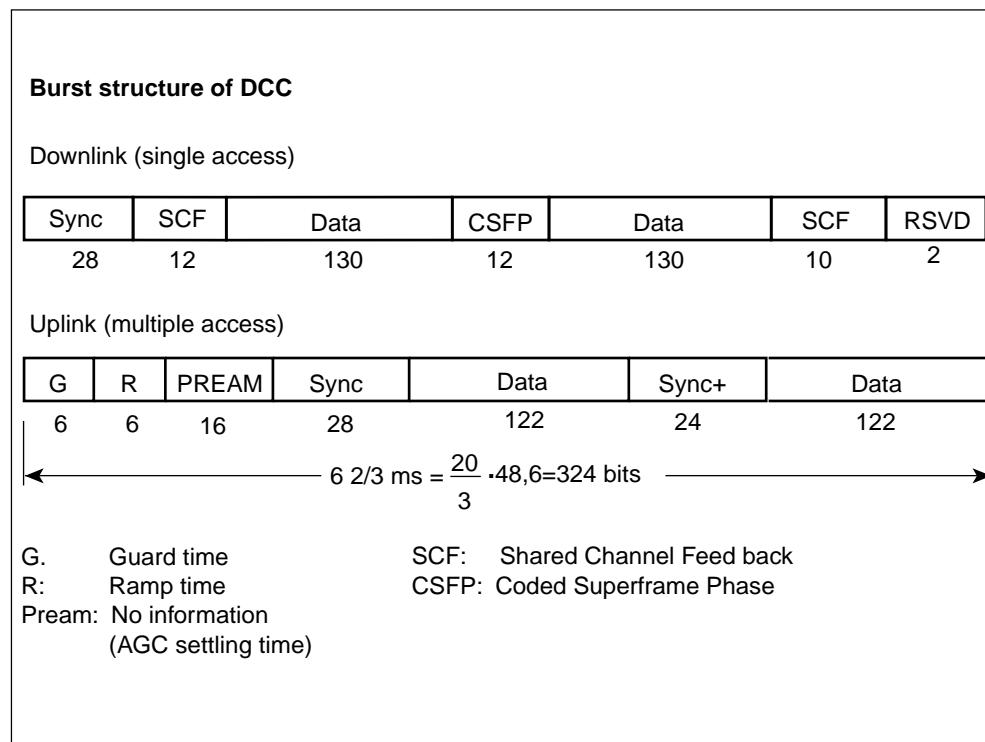 Burst structure of DCC
Downlink (single access)
Sync SCF Data CSFP Data SCF RSVD
28 12 130 12 130 10 2
Uplink (multiple access)
G R PREAM Sync Data Sync+ Data
6 6 16 28 122 24 122
6 2/3 ms = 20/3 ·48,6=324 bits
G. Guard time SCF: Shared Channel Feed back
R: Ramp time CSFP: Coded Superframe Phase
Pream: No information
(AGC settling time)